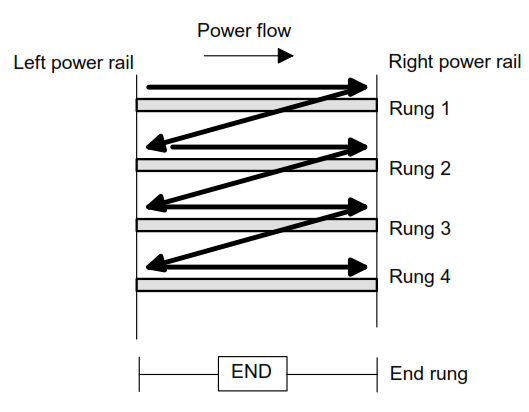 Power flow
Left power rail
Right power rail
Rung 1
Rung 2
Rung 3
Rung 4
END
End rung